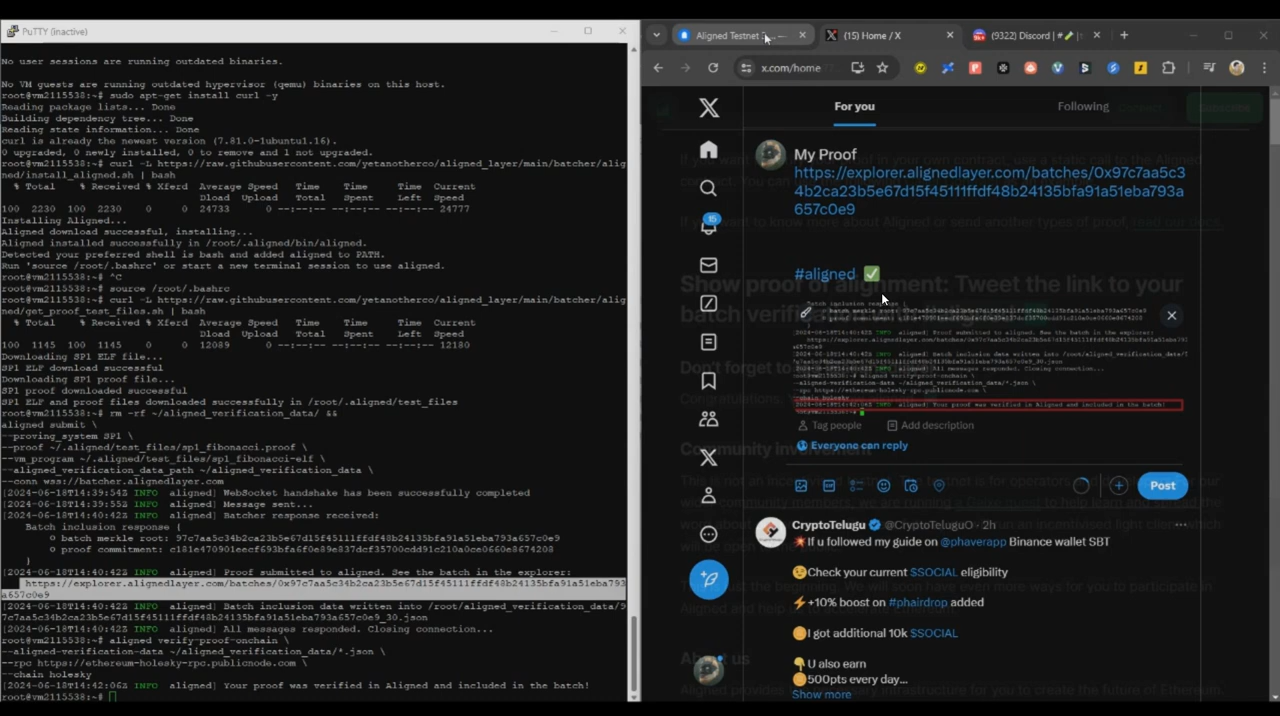 PuTTY (inactive)
No user sessions are running outdated binaries.
No VM guests are running outdated hypervisor (qemu) binaries on this host.
root@vm2115538:~# sudo apt-get install curl -y
Reading package lists... Done
Building dependency tree... Done
Reading state information... Done
curl is already the newest version (7.81.0-1ubuntu1.16).
0 upgraded, 0 newly installed, 0 to remove and 1 not upgraded.
root@vm2115538:~# curl -L https://raw.githubusercontent.com/yetanotherco/aligned_layer/main/batcher/alig
ned/install_aligned.sh | bash
% Total % Received % Xferd Average Speed Time Time Time Current
Dload Upload Total Spent Left Speed
100 2230 100 2230 0 0 24733 0 --:--:-- --:--:-- --:--:-- 24777
Installing Aligned...
Aligned download successful, installing...
Aligned installed successfully in /root/.aligned/bin/aligned.
Detected your preferred shell is bash and added aligned to PATH.
Run 'source /root/.bashrc' or start a new terminal session to use aligned.
root@vm2115538:~# ^C
root@vm2115538:~# source /root/.bashrc
root@vm2115538:~# curl -L https://raw.githubusercontent.com/yetanotherco/aligned_layer/main/batcher/alig
ned/get_proof_test_files.sh | bash
% Total % Received % Xferd Average Speed Time Time Time Current
Dload Upload Total Spent Left Speed
100 1145 100 1145 0 0 12089 0 --:--:-- --:--:-- --:--:-- 12180
Downloading SP1 ELF file...
SP1 ELF download successful
Downloading SP1 proof file...
SP1 proof downloaded successful
SP1 ELF and proof files downloaded successfully in /root/.aligned/test_files
root@vm2115538:~# rm -rf ~/aligned_verification_data/ &&
aligned submit \
--proving_system SP1 \
--proof ~/.aligned/test_files/sp1_fibonacci.proof \
--vm_program ~/.aligned/test_files/sp1_fibonacci-elf \
--aligned_verification_data_path ~/aligned_verification_data \
--conn wss://batcher.alignedlayer.com
[2024-06-18T14:39:54Z INFO aligned] WebSocket handshake has been successfully completed
[2024-06-18T14:39:55Z INFO aligned] Message sent...
[2024-06-18T14:40:42Z INFO aligned] Batcher response received:
Batch inclusion response {
o batch merkle root: 97c7aa5c34b2ca23b5e67d15f45111ffdf48b24135bfa91a51eba793a657c0e9
o proof commitment: c181e470901eecf693bfa6f0e89e837dcf35700cdd91c210a0ce0660e8674208
}
[2024-06-18T14:40:42Z INFO aligned] Proof submitted to aligned. See the batch in the explorer:
https://explorer.alignedlayer.com/batches/0x97c7aa5c34b2ca23b5e67d15f45111ffdf48b24135bfa91a51eba793
a657c0e9
[2024-06-18T14:40:42Z INFO aligned] Batch inclusion data written into /root/aligned_verification_data/9
7c7aa5c34b2ca23b5e67d15f45111ffdf48b24135bfa91a51eba793a657c0e9_30.json
[2024-06-18T14:40:42Z INFO aligned] All messages responded. Closing connection...
root@vm2115538:~# aligned verify-proof-onchain \
--aligned-verification-data ~/aligned_verification_data/*.json \
--rpc https://ethereum-holesky-rpc.publicnode.com \
--chain holesky
[2024-06-18T14:42:06Z INFO aligned] Your proof was verified in Aligned and included in the batch!
root@vm2115538:~#
Aligned Testnet
(15) Home / X
(9322) Discord | #
x.com/home
For you
Following
15
My Proof
https://explorer.alignedlayer.com/batches/0x97c7aa5c3
4b2ca23b5e67d15f45111ffdf48b24135bfa91a51eba793a
657c0e9
#aligned ✅
Show proof of alignment: Tweet the link to your
Tag people
Add description
Everyone can reply
Post
CryptoTelugu @CryptoTeluguO · 2h
💥If u followed my guide on @phaverapp Binance wallet SBT
Check your current $SOCIAL eligibility
⚡+10% boost on #phairdrop added
I got additional 10k $SOCIAL
👇U also earn
500pts every day...
Show more